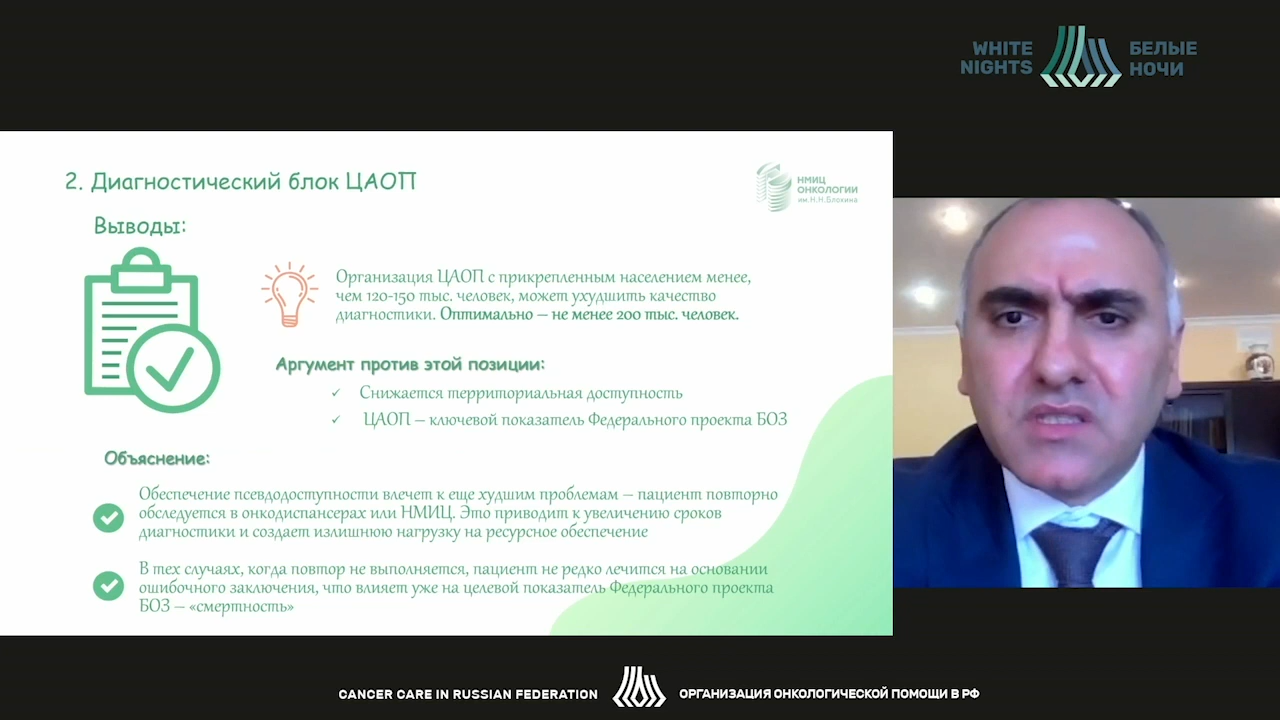 WHITE
NIGHTS
БЕЛЫЕ
НОЧИ
2. Диагностический блок ЦАОП
НМИЦ
ОНКОЛОГИИ
им.Н.Н.Блохина
Выводы:
Организация ЦАОП с прикрепленным населением менее,
чем 120-150 тыс. человек, может ухудшить качество
диагностики. Оптимально – не менее 200 тыс. человек.
Аргумент против этой позиции:
✓ Снижается территориальная доступность
✓ ЦАОП – ключевой показатель Федерального проекта БОЗ
Объяснение:
Обеспечение псевдодоступности влечет к еще худшим проблемам – пациент повторно
обследуется в онкодиспансерах или НМИЦ. Это приводит к увеличению сроков
диагностики и создает излишнюю нагрузку на ресурсное обеспечение
В тех случаях, когда повтор не выполняется, пациент не редко лечится на основании
ошибочного заключения, что влияет уже на целевой показатель Федерального проекта
БОЗ – «смертность»
CANCER CARE IN RUSSIAN FEDERATION
ОРГАНИЗАЦИЯ ОНКОЛОГИЧЕСКОЙ ПОМОЩИ В РФ